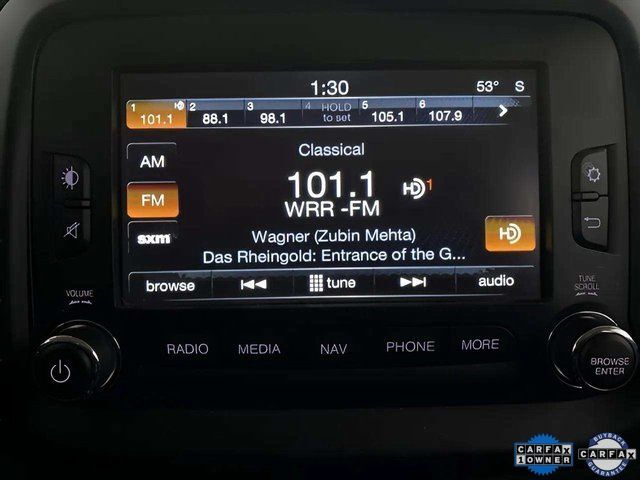 1:30 53° S
1 HD 2 3 4 HOLD 5 6
101.1 88.1 98.1 to set 105.1 107.9 >
Classical
AM
101.1 HD 1
FM
WRR -FM
sxm
Wagner (Zubin Mehta)
HD
Das Rheingold: Entrance of the G...
browse tune audio
VOLUME
TUNE
SCROLL
RADIO MEDIA NAV PHONE MORE
BROWSE
ENTER
CARFAX
1 OWNER
BUYBACK
CARFAX
GUARANTEE